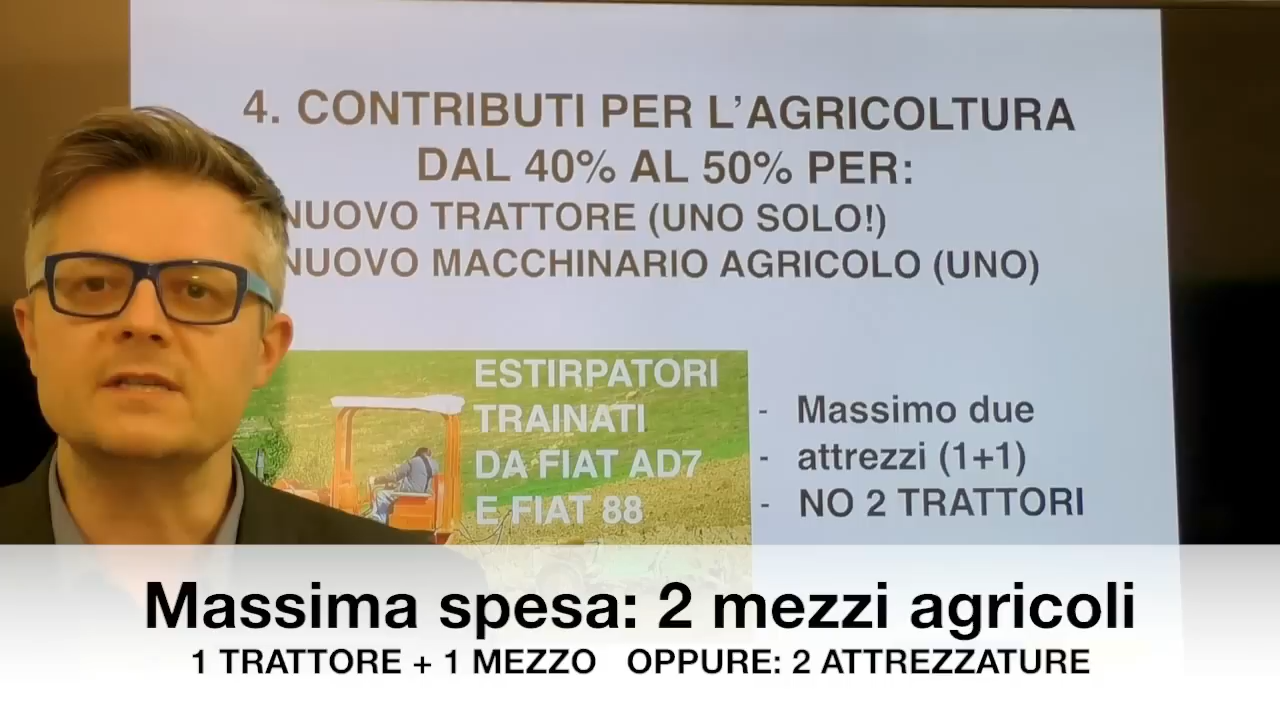 4. CONTRIBUTI PER L'AGRICOLTURA
DAL 40% AL 50% PER:
NUOVO TRATTORE (UNO SOLO!)
NUOVO MACCHINARIO AGRICOLO (UNO)
ESTIRPATORI
TRAINATI
DA FIAT AD7
E FIAT 88
- Massimo due
- attrezzi (1+1)
- NO 2 TRATTORI
Massima spesa: 2 mezzi agricoli
1 TRATTORE + 1 MEZZO OPPURE: 2 ATTREZZATURE